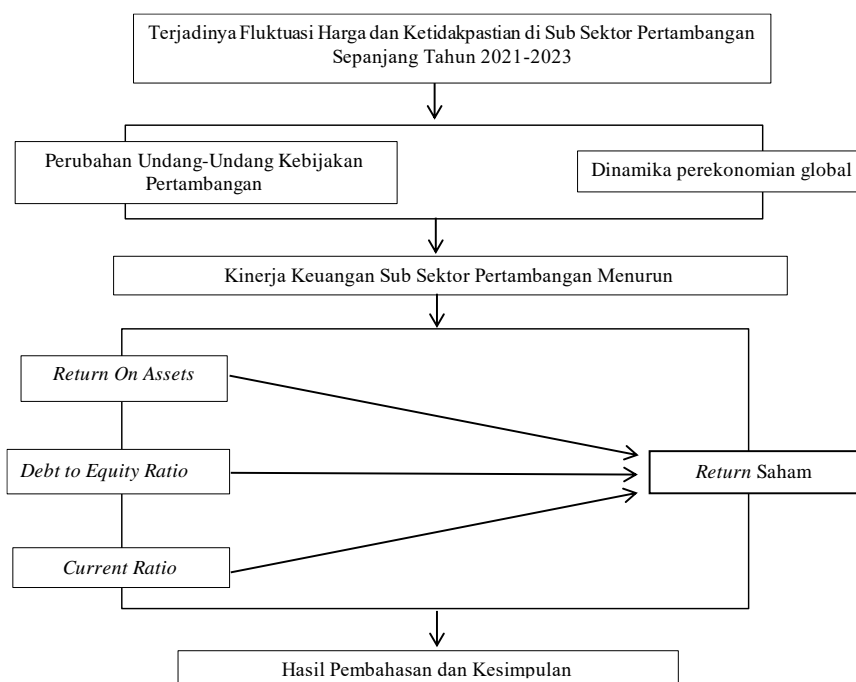 Terjadinya Fluktuasi Harga dan Ketidakpastian di Sub Sektor Pertambangan
Sepanjang Tahun 2021-2023
Perubahan Undang-Undang Kebijakan
Pertambangan
Dinamika perekonomian global
Kinerja Keuangan Sub Sektor Pertambangan Menurun
Return On Assets
Debt to Equity Ratio
Return Saham
Current Ratio
Hasil Pembahasan dan Kesimpulan